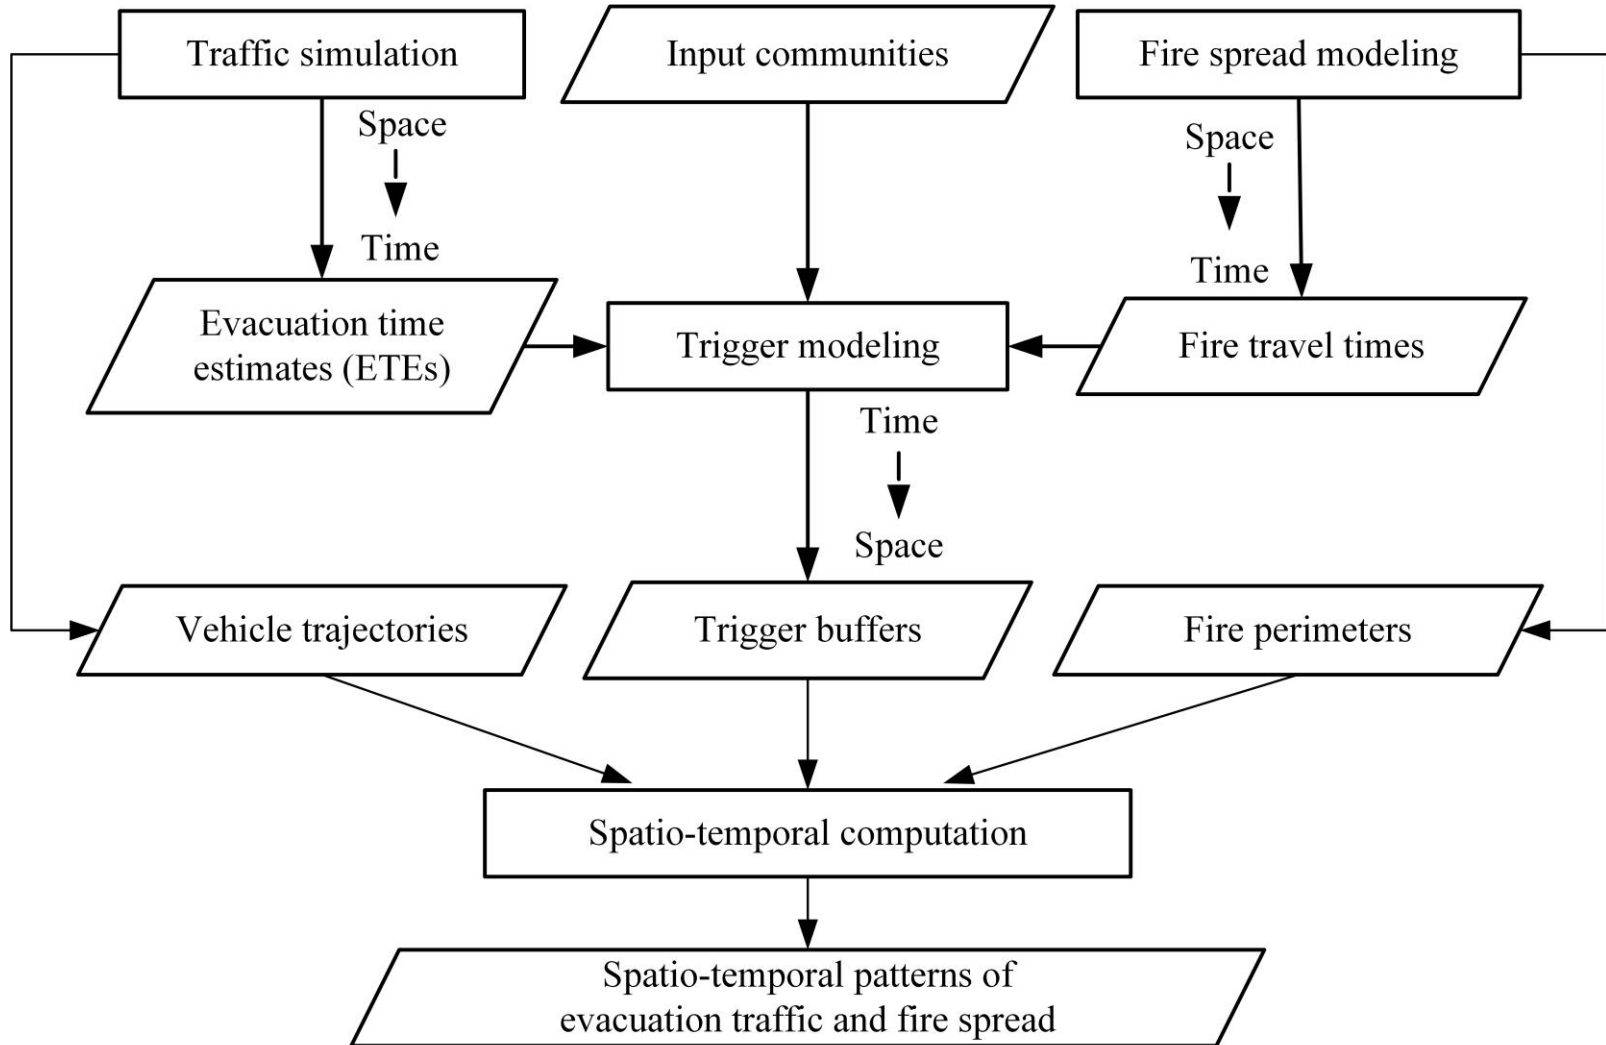 Traffic simulation
Input communities
Fire spread modeling
Space
Time
Space
Time
Evacuation time
estimates (ETEs)
Trigger modeling
Fire travel times
Time
Space
Vehicle trajectories
Trigger buffers
Fire perimeters
Spatio-temporal computation
Spatio-temporal patterns of
evacuation traffic and fire spread